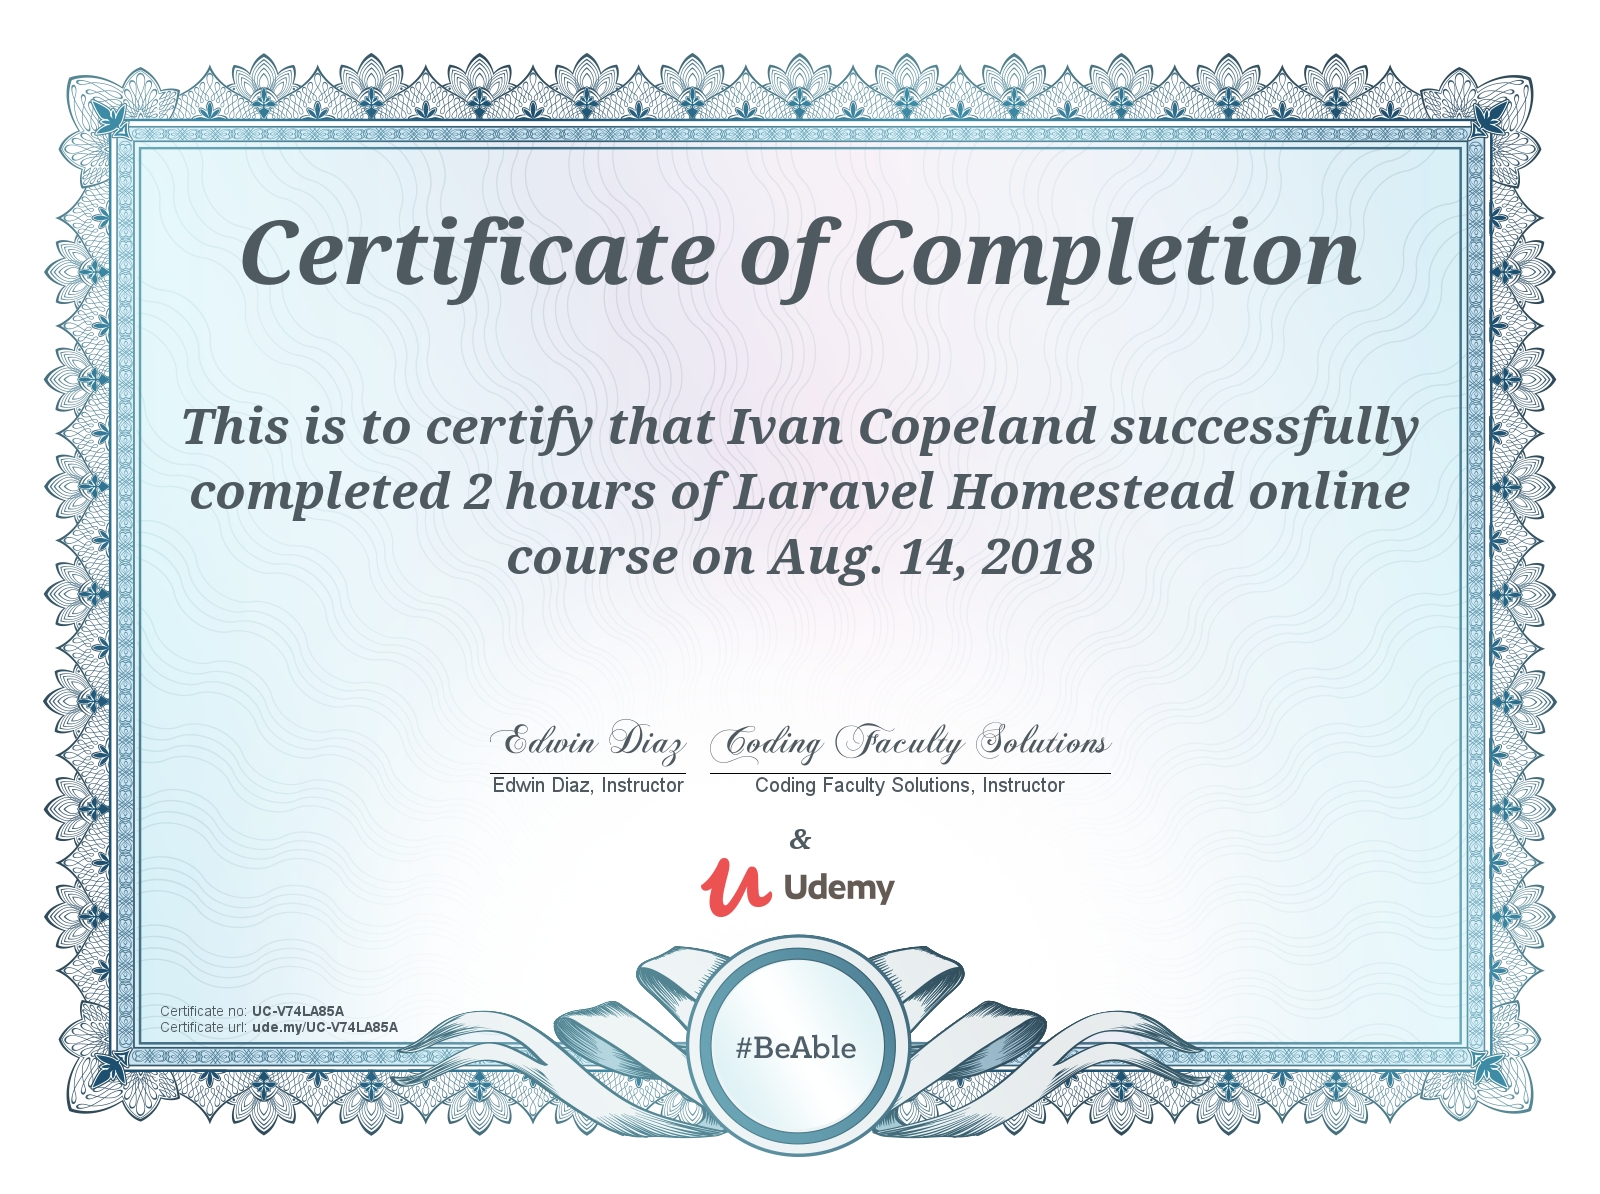 Certificate of Completion
This is to certify that Ivan Copeland successfully
completed 2 hours of Laravel Homestead online
course on Aug. 14, 2018
Edwin Diaz Coding Faculty Solutions
Edwin Diaz, Instructor Coding Faculty Solutions, Instructor
&
Udemy
Certificate no: UC-V74LA85A
Certificate url: ude.my/UC-V74LA85A
#BeAble